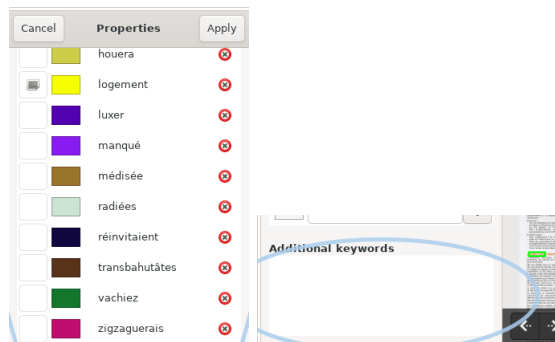 Cancel Properties Apply
houera
logement
luxer
manqué
médisée
radiées
réinvitaient
transbahutâtes
vachiez
zigzaguerais
Additional keywords